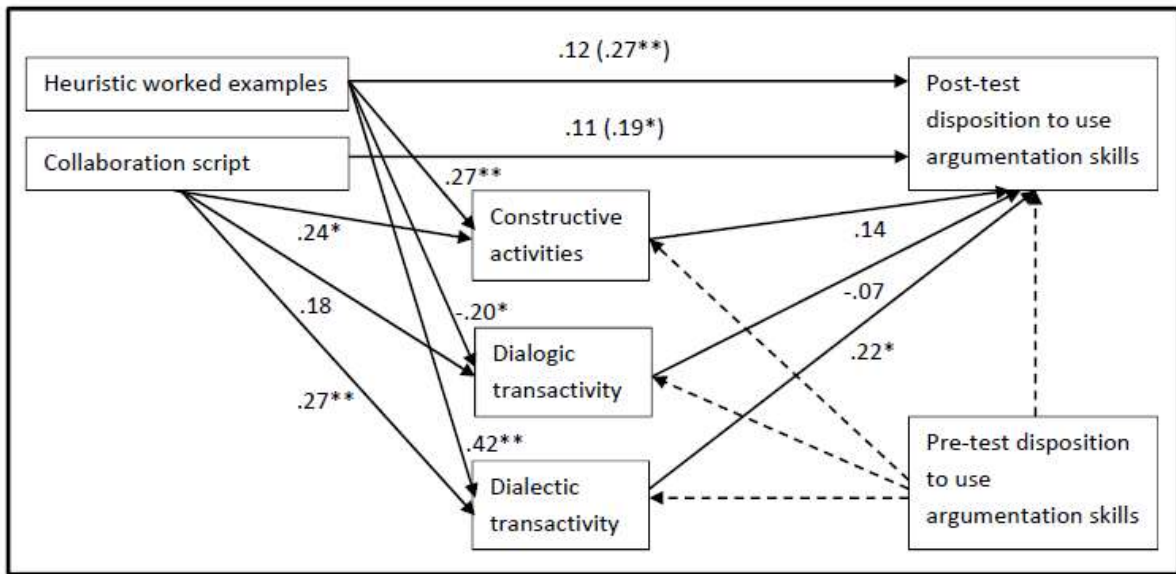 .12 (.27**)
Heuristic worked examples
Post-test
disposition to use
argumentation skills
.11 (.19*)
Collaboration script
.27**
Constructive
activities
.24*
.14
.18
-.20*
-.07
Dialogic
transactivity
.22*
.27**
.42**
Dialectic
transactivity
Pre-test disposition
to use
argumentation skills